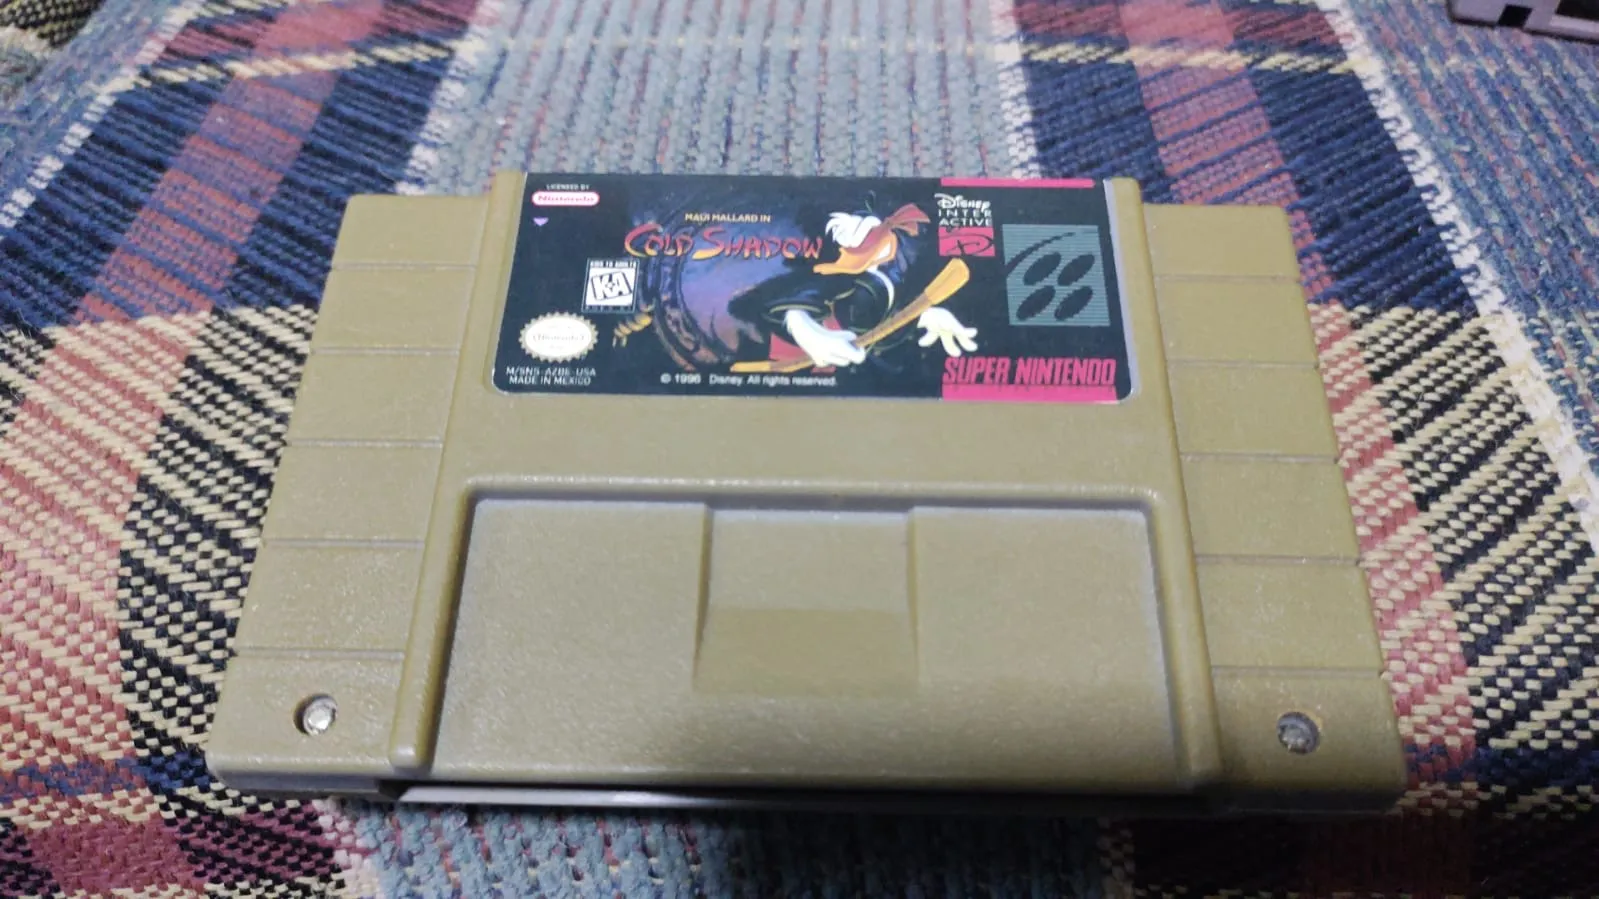 LICENSED BY
Nintendo
MAUI MALLARD IN
COLD SHADOW
KIDS TO ADULTS
K-A
Nintendo
M/SNS-AZBE-USA
MADE IN MEXICO
© 1996 Disney. All rights reserved.
Disney
INTER
ACTIVE
SUPER NINTENDO